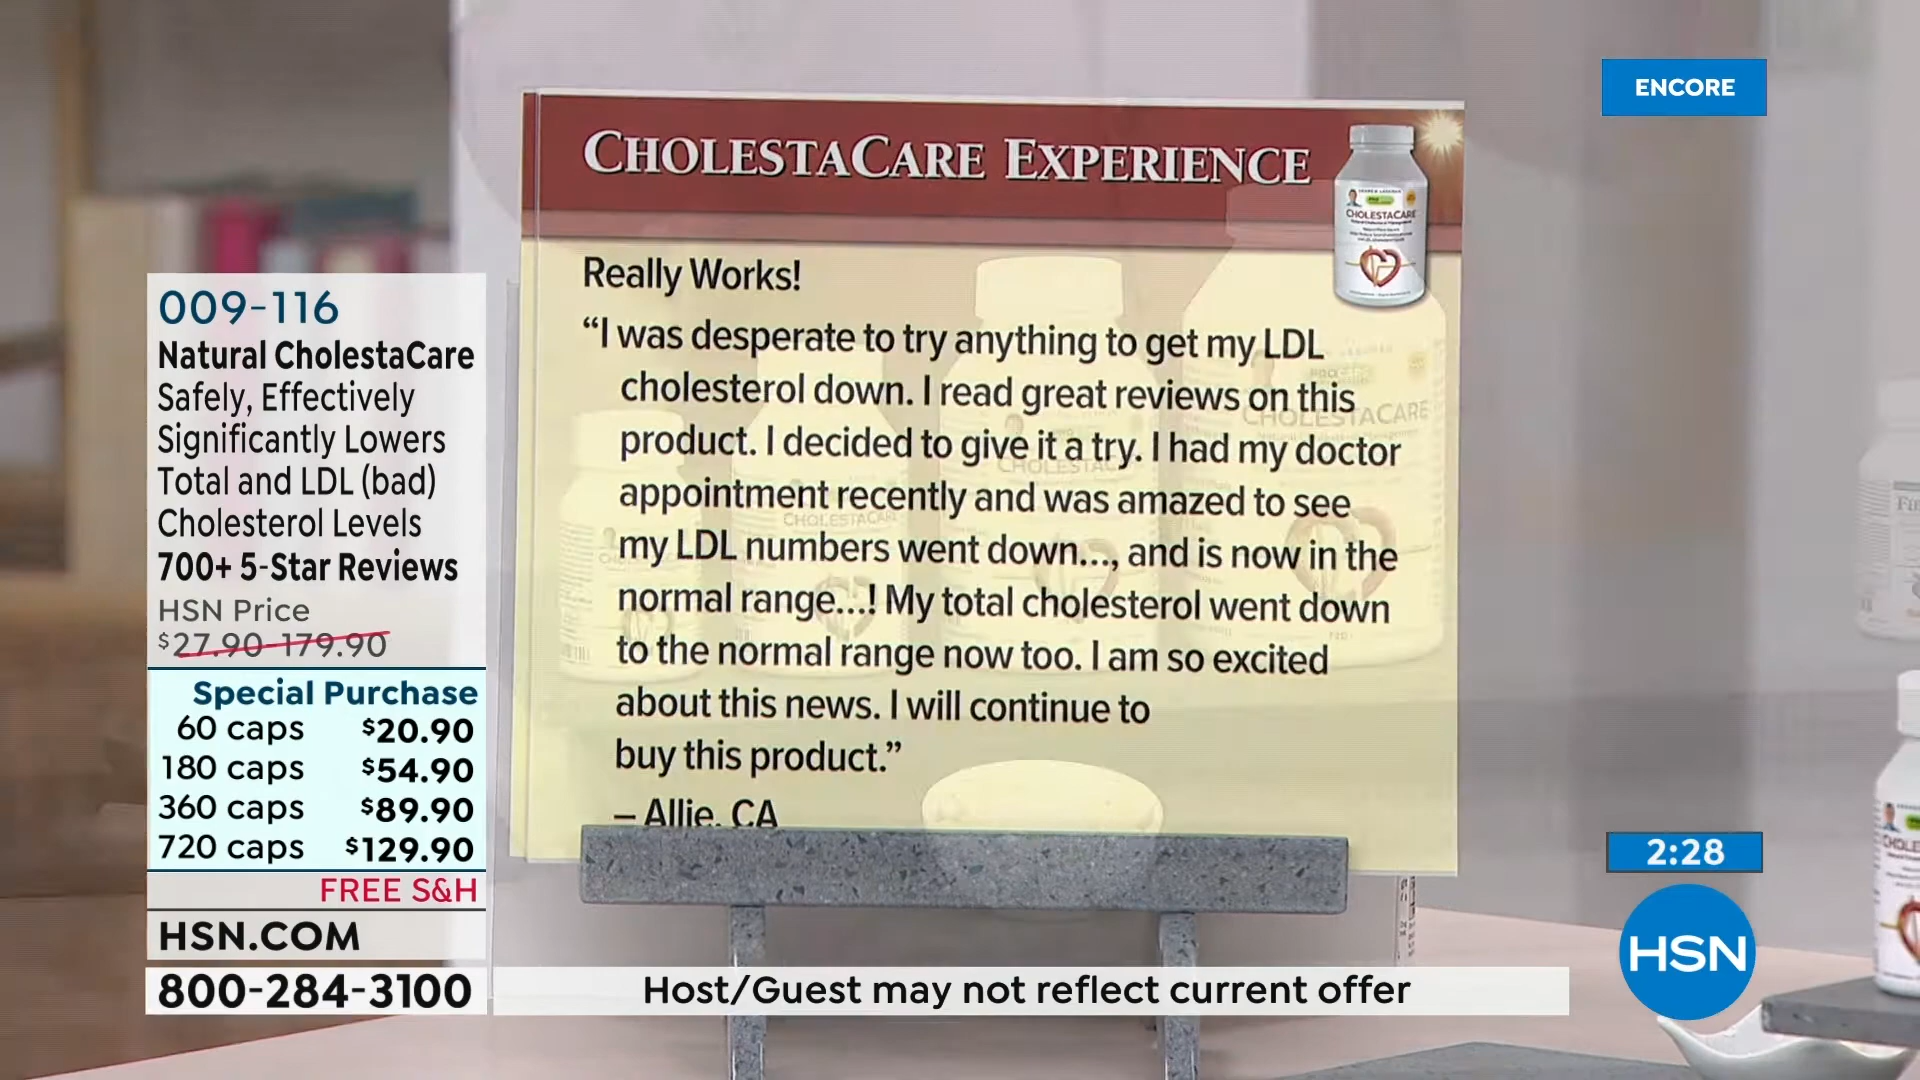 ENCORE
CHOLESTACARE EXPERIENCE
CHOLESTACARE
Really Works!
“I was desperate to try anything to get my LDL
cholesterol down. I read great reviews on this
product. I decided to give it a try. I had my doctor
appointment recently and was amazed to see
my LDL numbers went down..., and is now in the
normal range...! My total cholesterol went down
to the normal range now too. I am so excited
about this news. I will continue to
buy this product.”
– Allie, CA
CHOLESTACARE
009-116
Natural CholestaCare
Safely, Effectively
Significantly Lowers
Total and LDL (bad)
Cholesterol Levels
700+ 5-Star Reviews
HSN Price
$27.90-179.90
Special Purchase
60 caps $20.90
180 caps $54.90
360 caps $89.90
720 caps $129.90
FREE S&H
HSN.COM
800-284-3100
Host/Guest may not reflect current offer
2:28
HSN